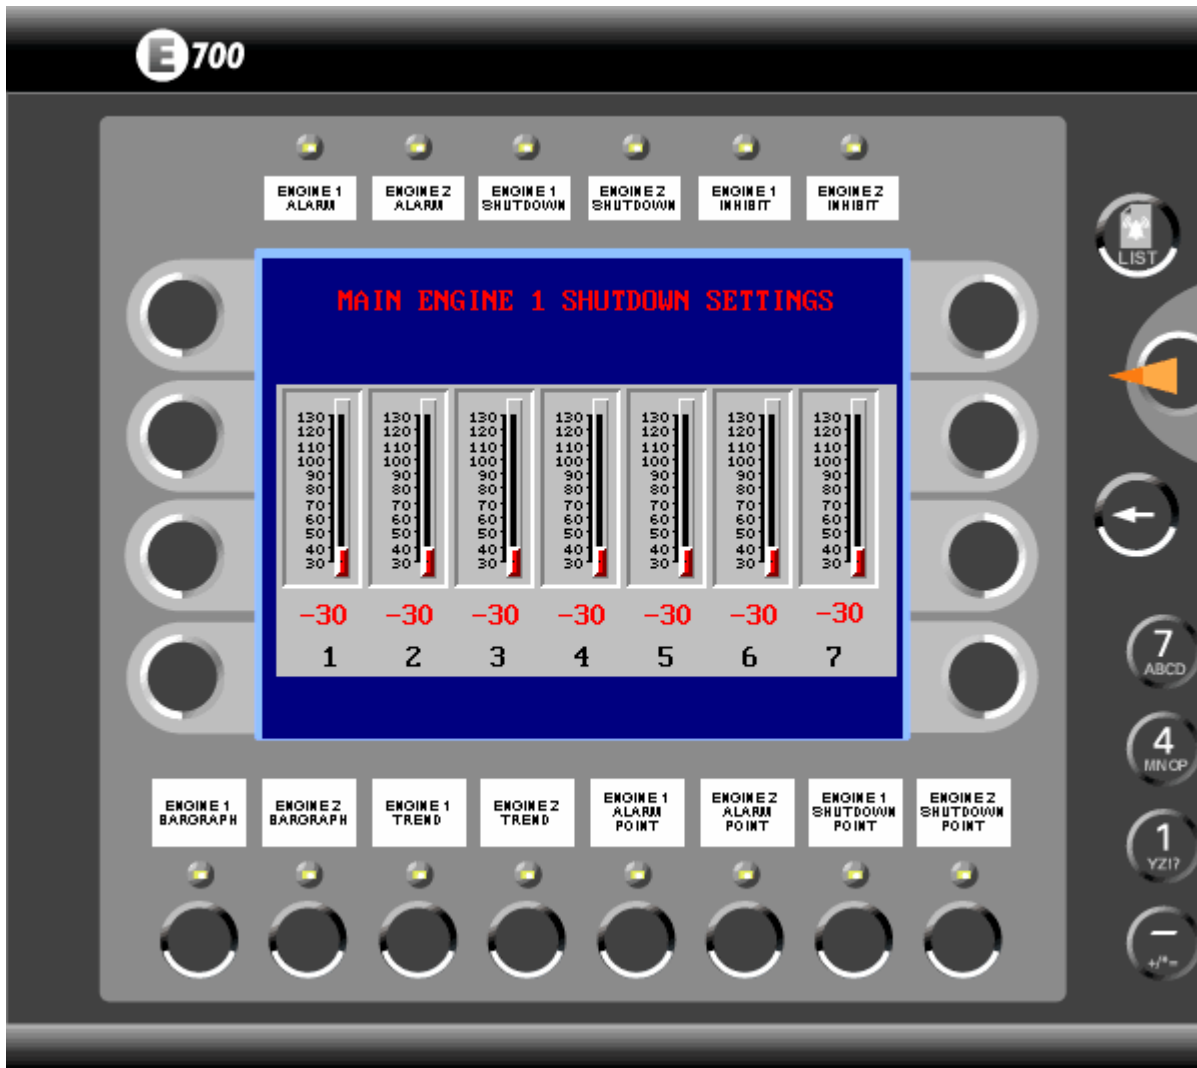 E 700
ENGINE 1 ALARM
ENGINE 2 ALARM
ENGINE 1 SHUTDOWN
ENGINE 2 SHUTDOWN
ENGINE 1 INHIBIT
ENGINE 2 INHIBIT
LIST
MAIN ENGINE 1 SHUTDOWN SETTINGS
130 130 130 130 130 130 130
120 120 120 120 120 120 120
110 110 110 110 110 110 110
100 100 100 100 100 100 100
90 90 90 90 90 90 90
80 80 80 80 80 80 80
70 70 70 70 70 70 70
60 60 60 60 60 60 60
50 50 50 50 50 50 50
40 40 40 40 40 40 40
30 30 30 30 30 30 30
-30 -30 -30 -30 -30 -30 -30
1 2 3 4 5 6 7
7
ABCD
4
MNOP
1
YZ!?
−
+/*=
ENGINE 1 BARGRAPH
ENGINE 2 BARGRAPH
ENGINE 1 TREND
ENGINE 2 TREND
ENGINE 1 ALARM POINT
ENGINE 2 ALARM POINT
ENGINE 1 SHUTDOWN POINT
ENGINE 2 SHUTDOWN POINT